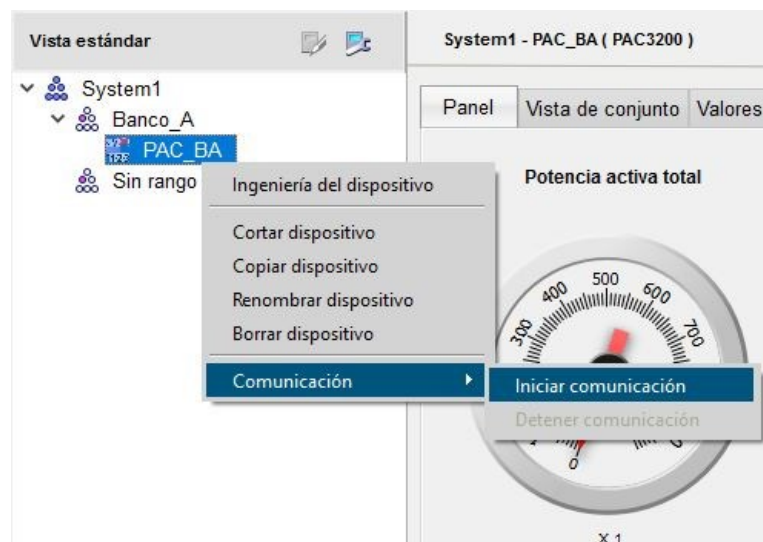 Vista estándar
System1 - PAC_BA ( PAC3200 )
System1
Banco_A
PAC_BA
Sin rango
Panel
Vista de conjunto
Valores
Potencia activa total
Ingeniería del dispositivo
Cortar dispositivo
Copiar dispositivo
Renombrar dispositivo
Borrar dispositivo
Comunicación
Iniciar comunicación
Detener comunicación
300
400
500
600
700
0
X 1